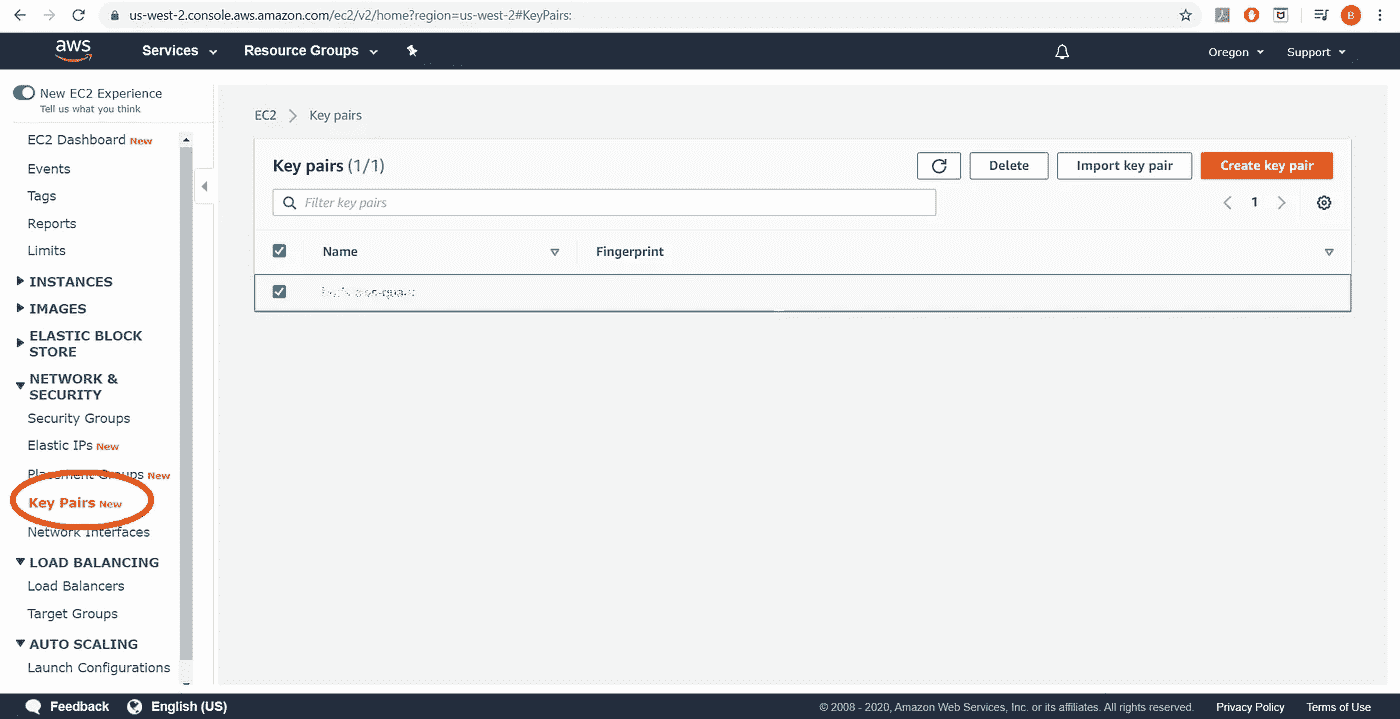 us-west-2.console.aws.amazon.com/ec2/v2/home?region=us-west-2#KeyPairs:
B
aws
Services
Resource Groups
Oregon
Support
New EC2 Experience
Tell us what you think
EC2 Dashboard New
Events
Tags
Reports
Limits
INSTANCES
IMAGES
ELASTIC BLOCK
STORE
NETWORK &
SECURITY
Security Groups
Elastic IPs New
Placement Groups New
Key Pairs New
Network Interfaces
LOAD BALANCING
Load Balancers
Target Groups
AUTO SCALING
Launch Configurations
EC2 > Key pairs
Key pairs (1/1)
Delete
Import key pair
Create key pair
Filter key pairs
1
Name
Fingerprint
Feedback
English (US)
© 2008 - 2020, Amazon Web Services, Inc. or its affiliates. All rights reserved.
Privacy Policy
Terms of Use